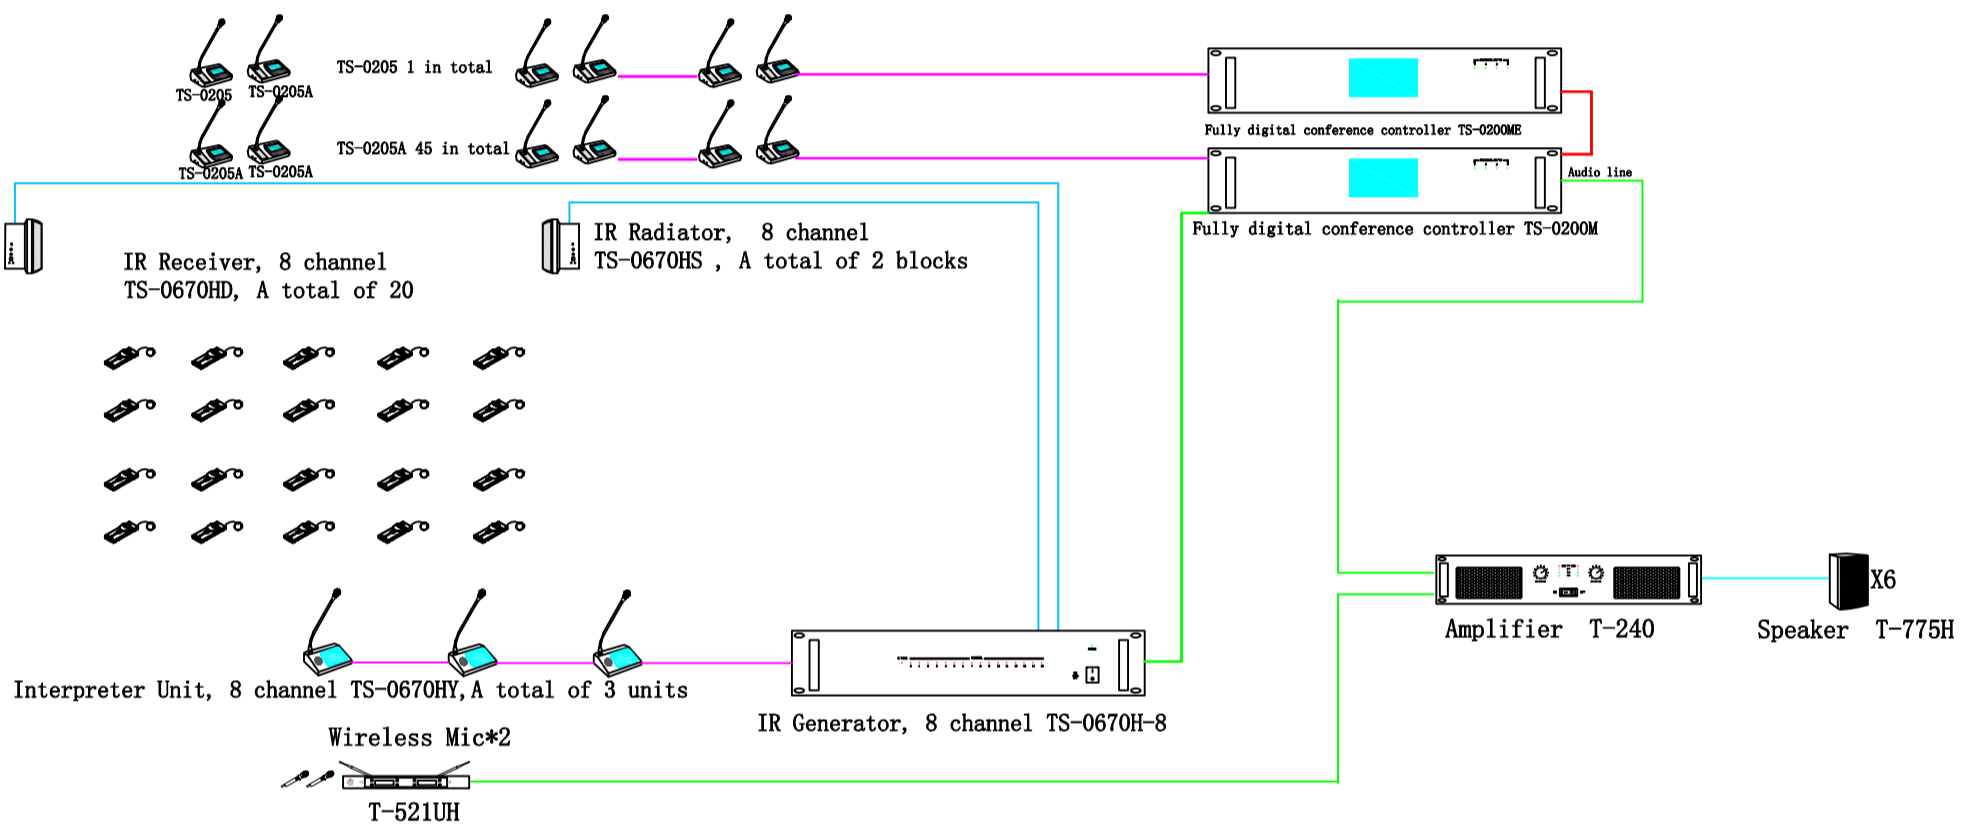 TS-0205 1 in total
TS-0205
TS-0205A
TS-0205A 45 in total
TS-0205A
TS-0205A
Fully digital conference controller TS-0200ME
Audio line
Fully digital conference controller TS-0200M
IR Receiver, 8 channel
TS-0670HD, A total of 20
IR Radiator, 8 channel
TS-0670HS , A total of 2 blocks
Amplifier T-240
X6
Speaker T-775H
Interpreter Unit, 8 channel TS-0670HY, A total of 3 units
IR Generator, 8 channel TS-0670H-8
Wireless Mic*2
T-521UH